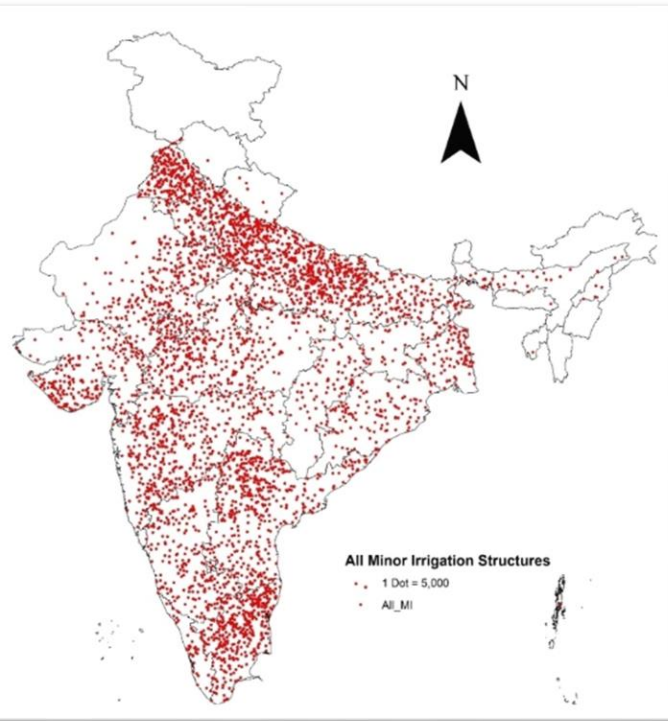 N
All Minor Irrigation Structures
1 Dot = 5,000
All_MI